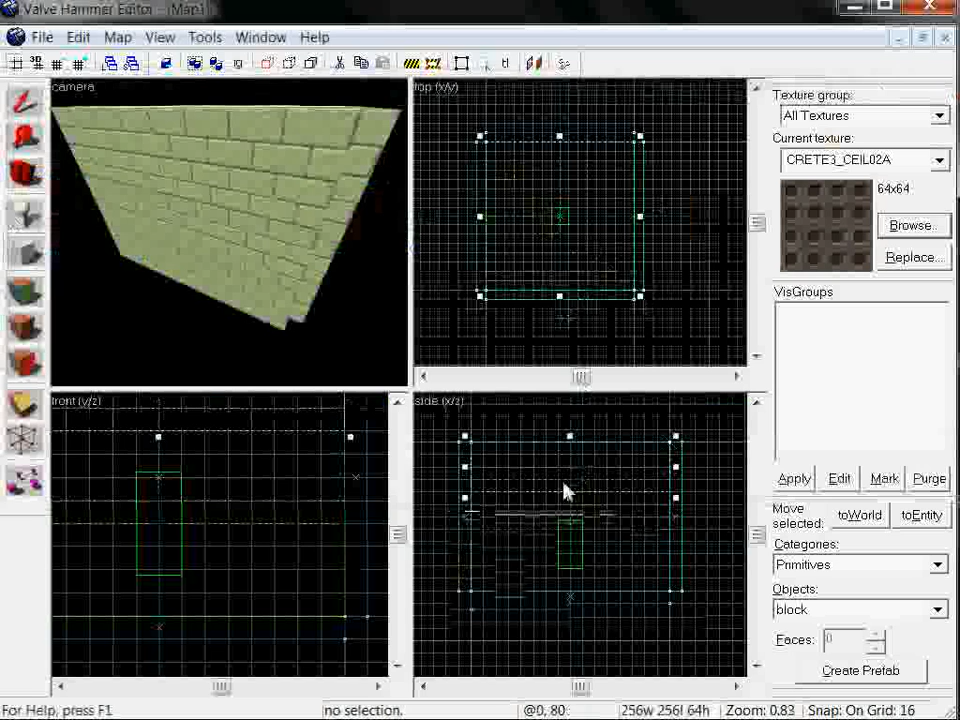 Valve Hammer Editor - [Map1]
File Edit Map View Tools Window Help
camera
top (x/y)
front (y/z)
side (x/z)
Texture group:
All Textures
Current texture:
CRETE3_CEIL02A
64x64
Browse..
Replace...
VisGroups
Apply Edit Mark Purge
Move selected:
toWorld toEntity
Categories:
Primitives
Objects:
block
Faces: 0
Create Prefab
For Help, press F1
no selection.
@0, 80
256w 256l 64h
Zoom: 0.83
Snap: On Grid: 16